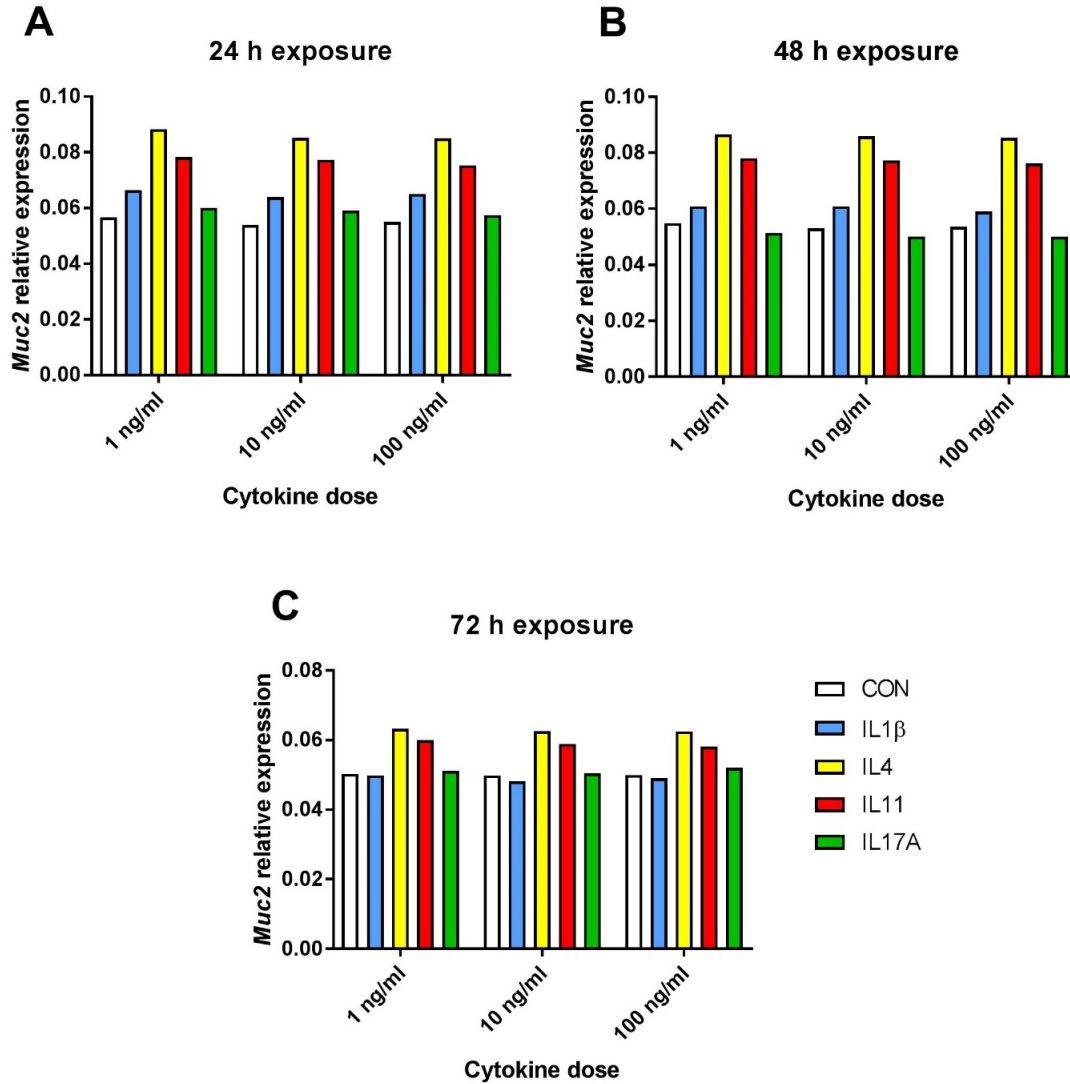 A
24 h exposure
Muc2 relative expression
0.10
0.08
0.06
0.04
0.02
0.00
1 ng/ml
10 ng/ml
100 ng/ml
Cytokine dose
B
48 h exposure
Muc2 relative expression
0.10
0.08
0.06
0.04
0.02
0.00
1 ng/ml
10 ng/ml
100 ng/ml
Cytokine dose
C
72 h exposure
Muc2 relative expression
0.08
0.06
0.04
0.02
0.00
1 ng/ml
10 ng/ml
100 ng/ml
Cytokine dose
CON
IL1β
IL4
IL11
IL17A